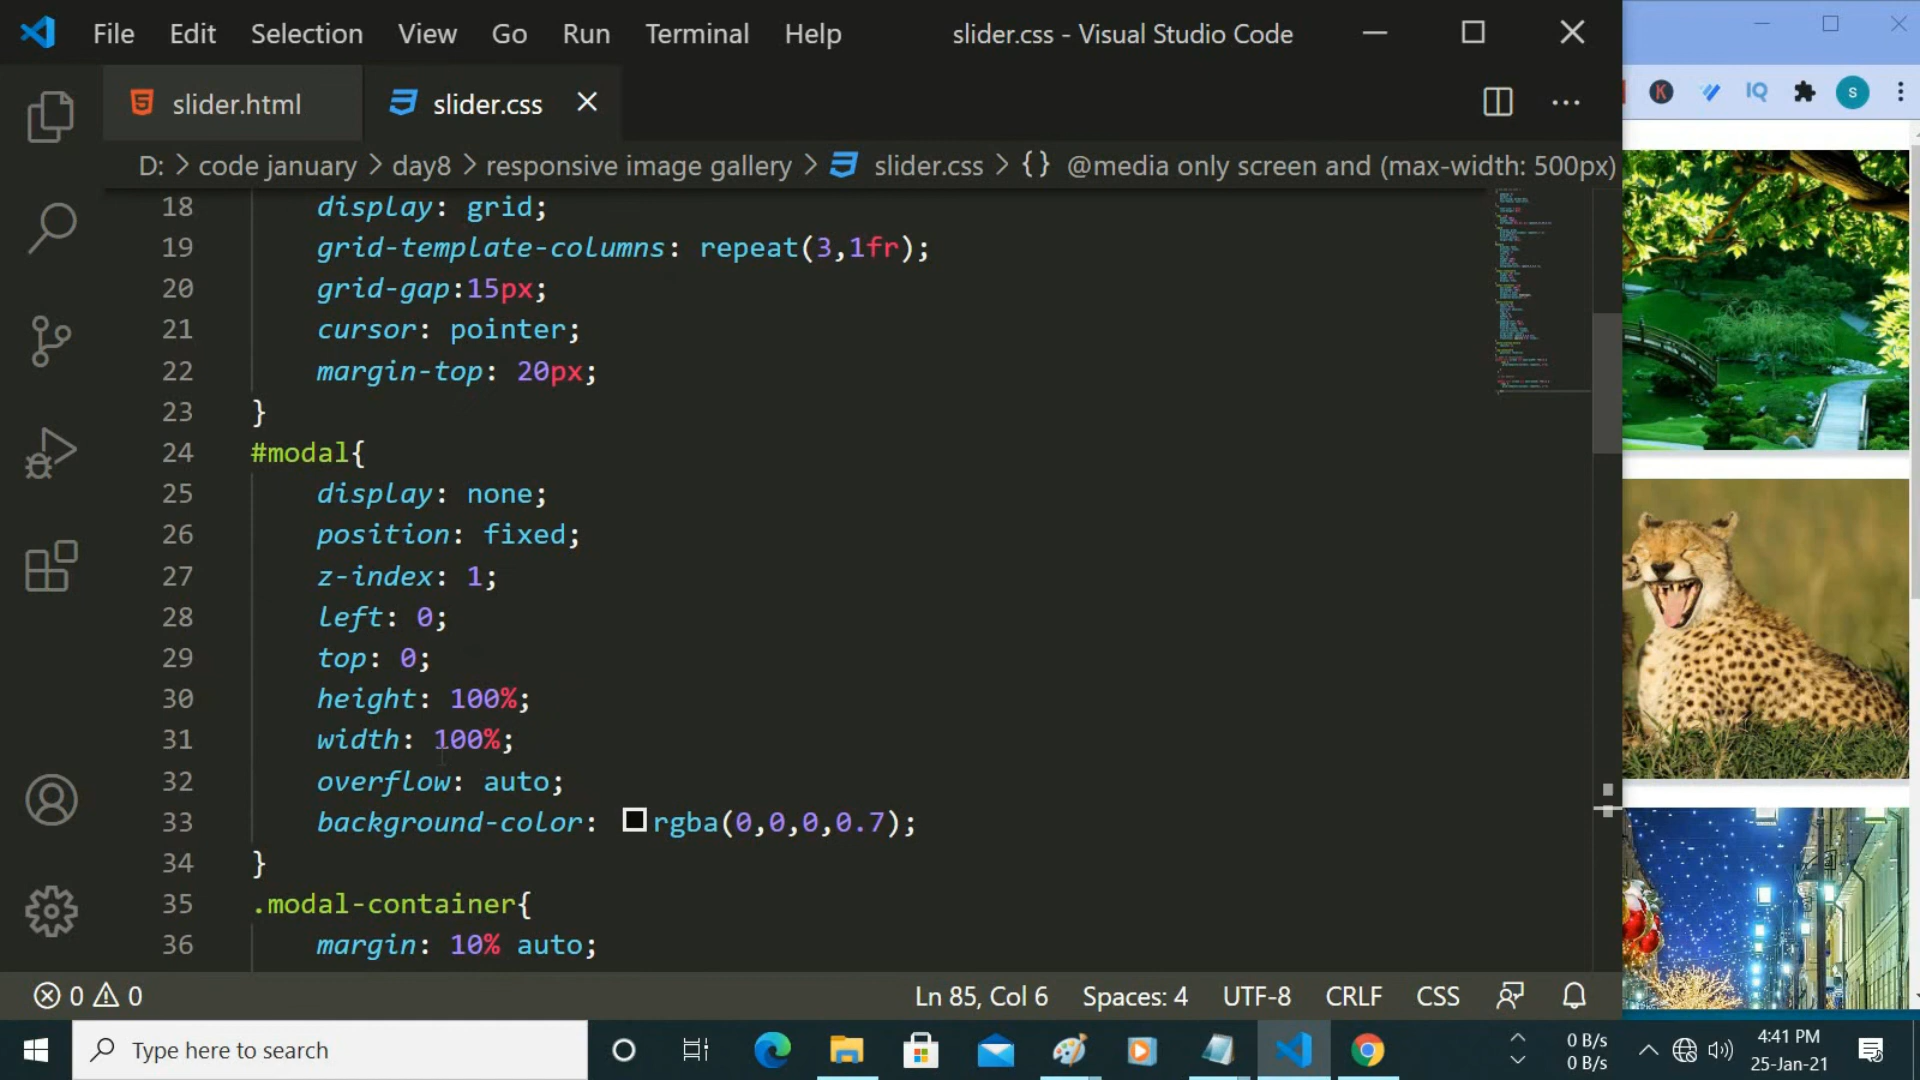 File Edit Selection View Go Run Terminal Help slider.css - Visual Studio Code
slider.html slider.css
K IQ s
D: > code january > day8 > responsive image gallery > slider.css > {} @media only screen and (max-width: 500px)
18 display: grid;
19 grid-template-columns: repeat(3,1fr);
20 grid-gap:15px;
21 cursor: pointer;
22 margin-top: 20px;
23 }
24 #modal{
25 display: none;
26 position: fixed;
27 z-index: 1;
28 left: 0;
29 top: 0;
30 height: 100%;
31 width: 100%;
32 overflow: auto;
33 background-color: rgba(0,0,0,0.7);
34 }
35 .modal-container{
36 margin: 10% auto;
0 0 Ln 85, Col 6 Spaces: 4 UTF-8 CRLF CSS
Type here to search
0 B/s
0 B/s
4:41 PM
25-Jan-21